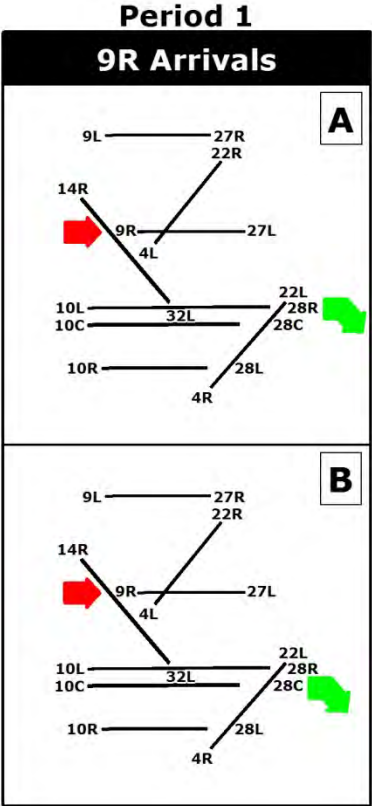 Period 1
9R Arrivals
A
9L 27R
22R
14R
9R 27L
4L
22L
10L 28R
32L
10C 28C
10R 28L
4R
B
9L 27R
22R
14R
9R 27L
4L
22L
10L 28R
32L
10C 28C
10R 28L
4R